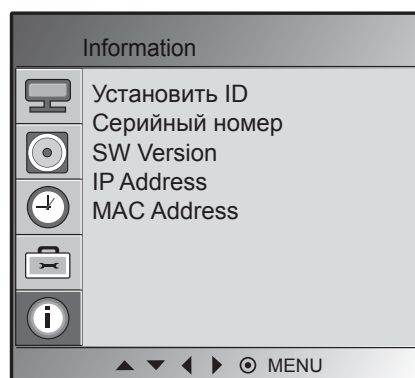 Information
Установить ID
Серийный номер
SW Version
IP Address
MAC Address
MENU